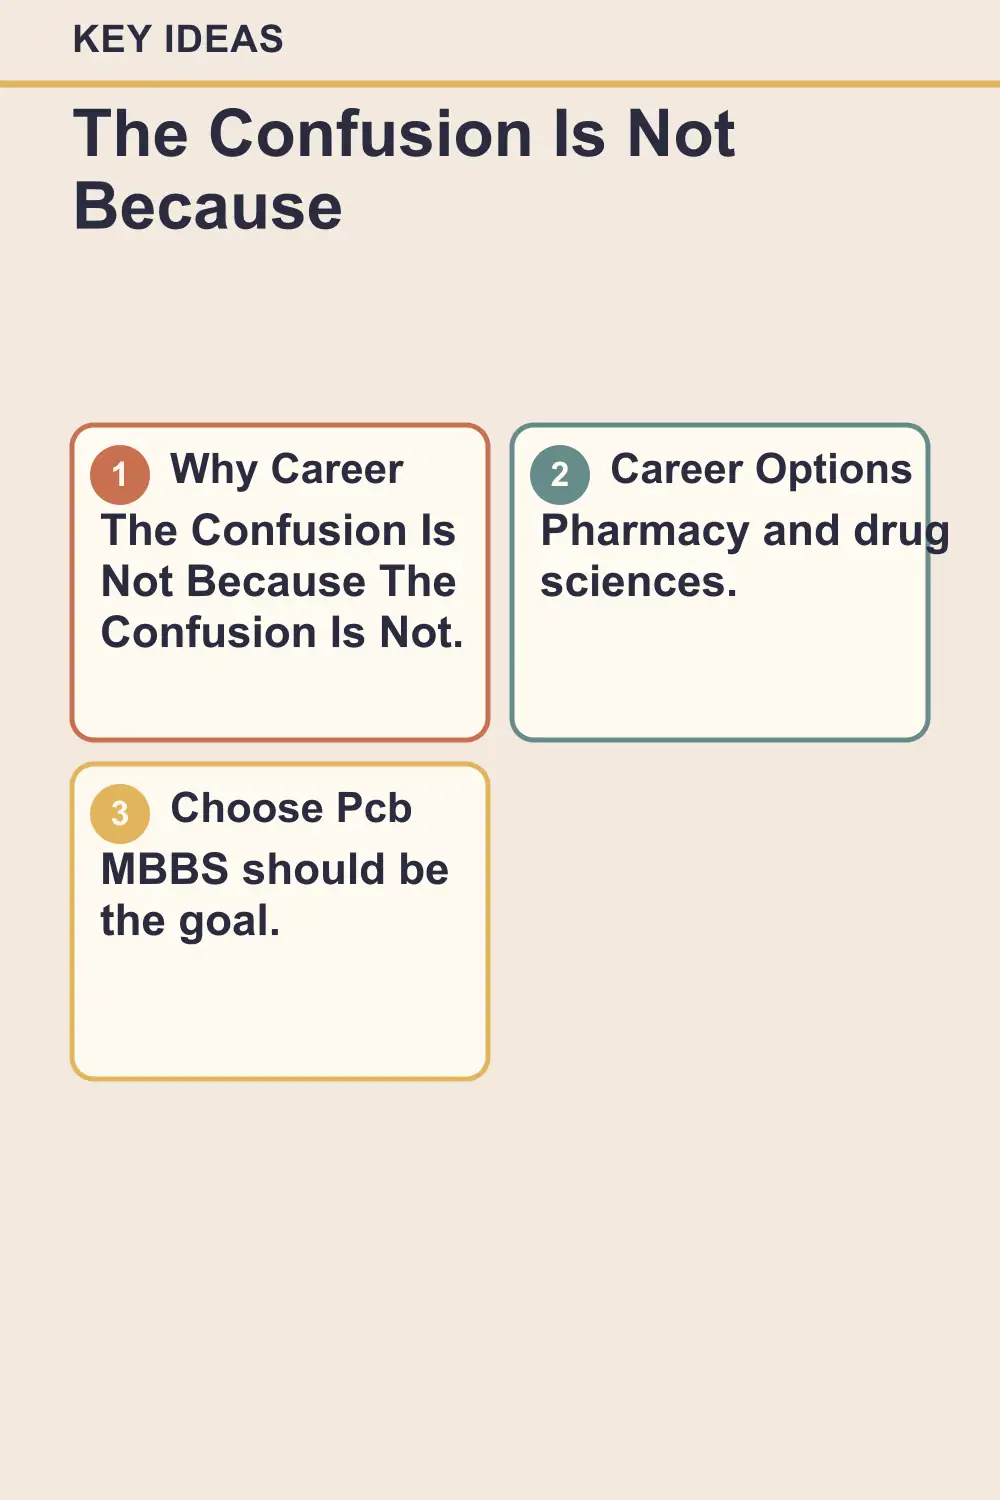 KEY IDEAS
The Confusion Is Not
Because
1 Why Career
The Confusion Is
Not Because The
Confusion Is Not.
2 Career Options
Pharmacy and drug
sciences.
3 Choose Pcb
MBBS should be
the goal.